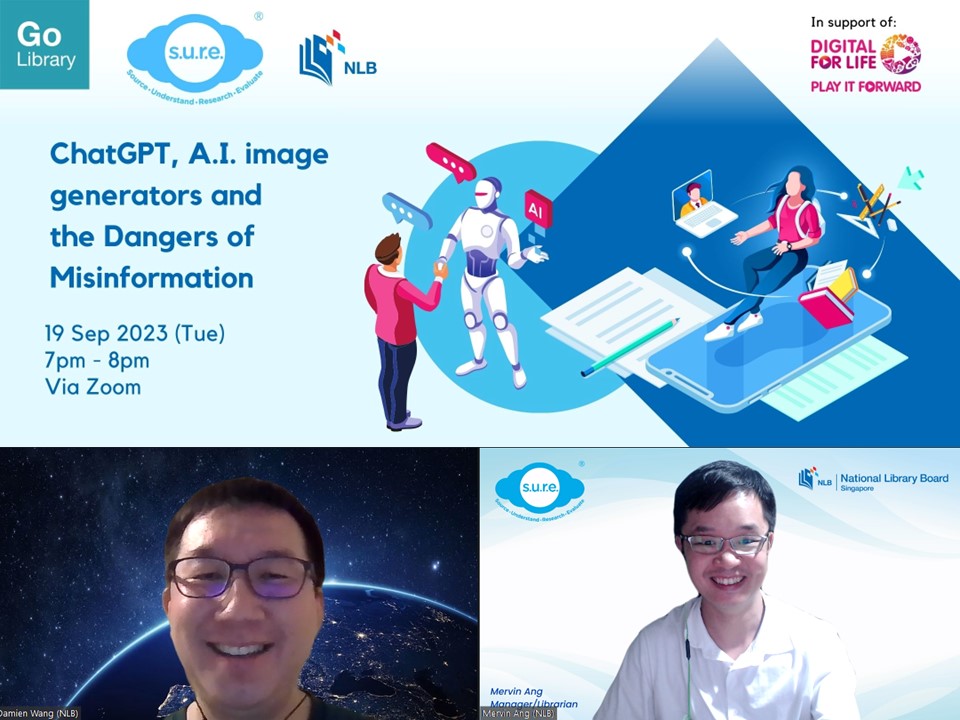 Go
Library
s.u.r.e.
®
Source • Understand • Research • Evaluate
NLB
In support of:
DIGITAL
FOR LIFE
PLAY IT FORWARD
ChatGPT, A.I. image
generators and
the Dangers of
Misinformation
AI
19 Sep 2023 (Tue)
7pm - 8pm
Via Zoom
s.u.r.e.
®
Source • Understand • Research • Evaluate
NLB
National Library Board
Singapore
Damien Wang (NLB)
Mervin Ang
Manager/Librarian
Mervin Ang (NLB)